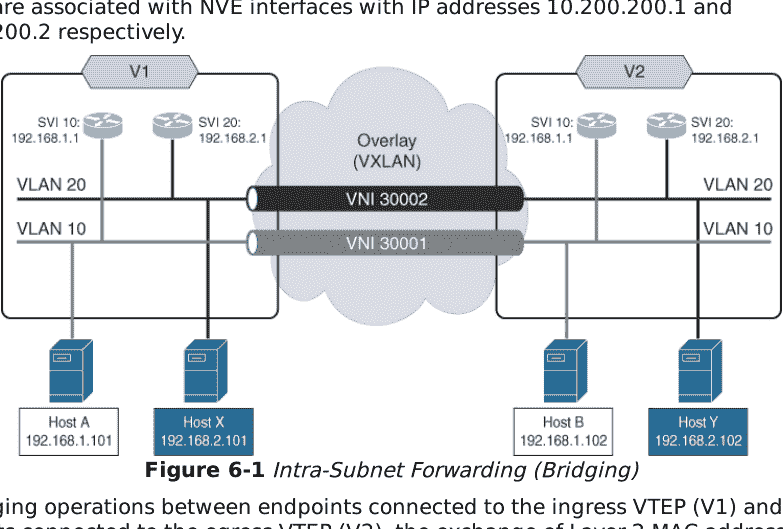 are associated with NVE interfaces with IP addresses 10.200.200.1 and
200.2 respectively.
V1
V2
SVI 10:
192.168.1.1
SVI 20:
192.168.2.1
SVI 10:
192.168.1.1
SVI 20:
192.168.2.1
Overlay
(VXLAN)
VLAN 20
VNI 30002
VLAN 20
VLAN 10
VNI 30001
VLAN 10
Host A
192.168.1.101
Host X
192.168.2.101
Host B
192.168.1.102
Host Y
192.168.2.102
Figure 6-1 Intra-Subnet Forwarding (Bridging)
ging operations between endpoints connected to the ingress VTEP (V1) and
ts connected to the egress VTEP (V2), the exchange of Layer 2 MAC address